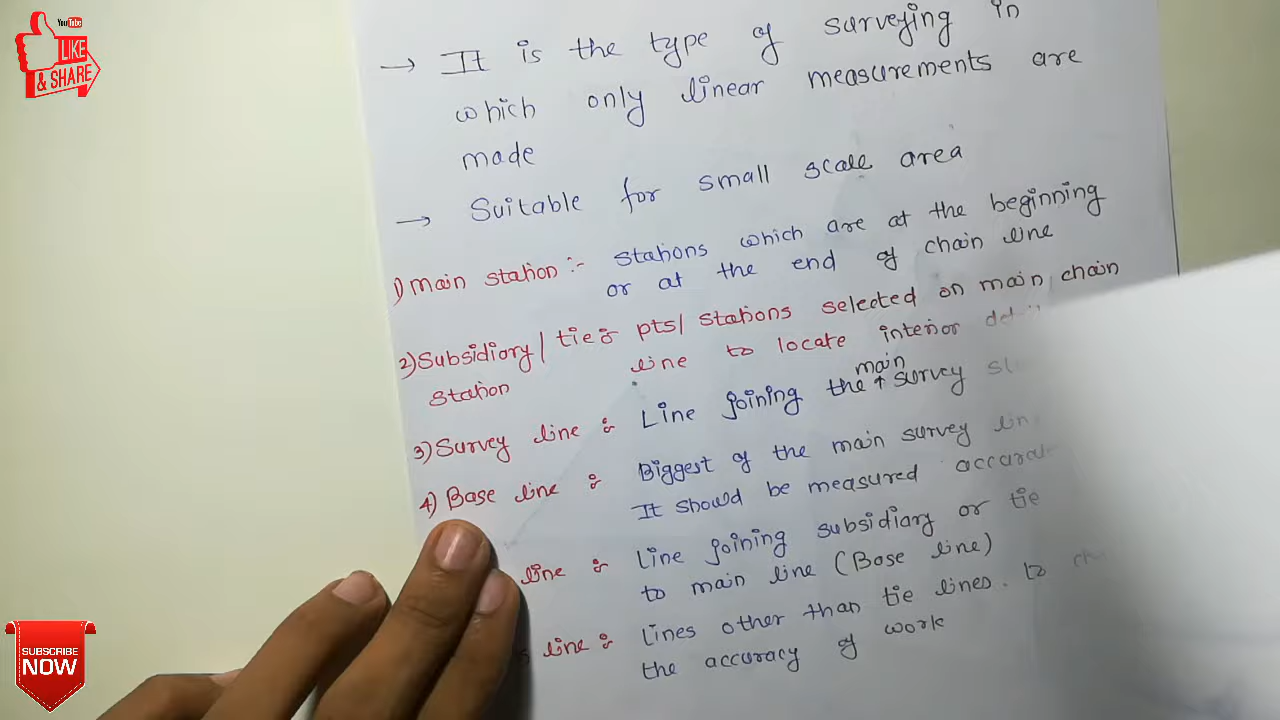 YouTube
LIKE
& SHARE
→ It is the type of surveying in
which only linear measurements are
made
→ Suitable for small scale area
1) Main station :- stations which are at the beginning
or at the end of chain line
2) Subsidiory / tie : pts/ stations selected on main chain
station line to locate interior
main
3) Survey line : Line joining the ↑ survey
4) Base line : Biggest of the main survey
It should be measured
line : Line joining subsidiary or tie
to main line (Base line)
line : lines other than tie lines. to
the accuracy of work
SUBSCRIBE
NOW